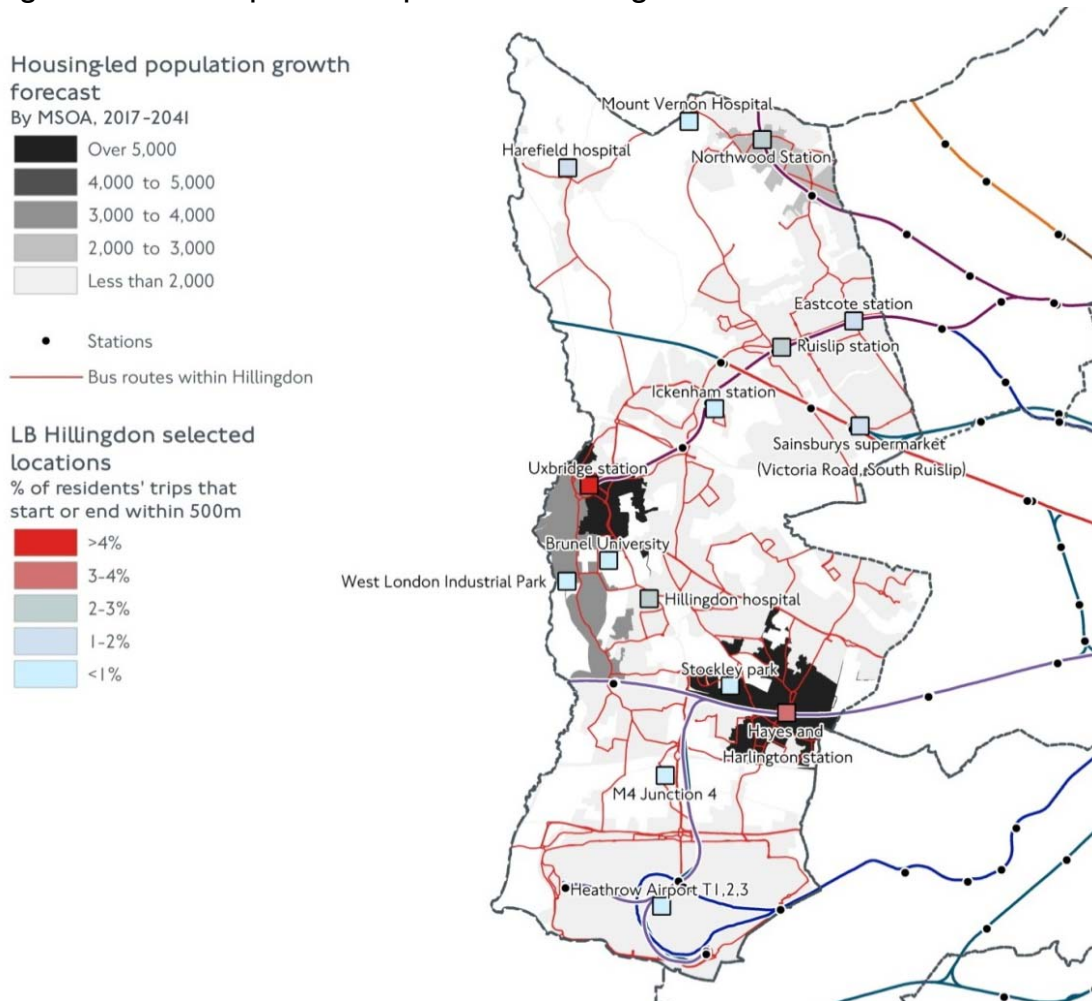 Housing-led population growth
forecast
By MSOA, 2017-2041
Over 5,000
4,000 to 5,000
3,000 to 4,000
2,000 to 3,000
Less than 2,000
Stations
Bus routes within Hillingdon
LB Hillingdon selected
locations
% of residents' trips that
start or end within 500m
>4%
3-4%
2-3%
1-2%
<1%
Mount Vernon Hospital
Harefield hospital
Northwood Station
Eastcote station
Ruislip station
Ickenham station
Sainsburys supermarket
(Victoria Road, South Ruislip)
Uxbridge station
Brunel University
West London Industrial Park
Hillingdon hospital
Stockley park
Hayes and
Harlington station
M4 Junction 4
Heathrow Airport T1,2,3